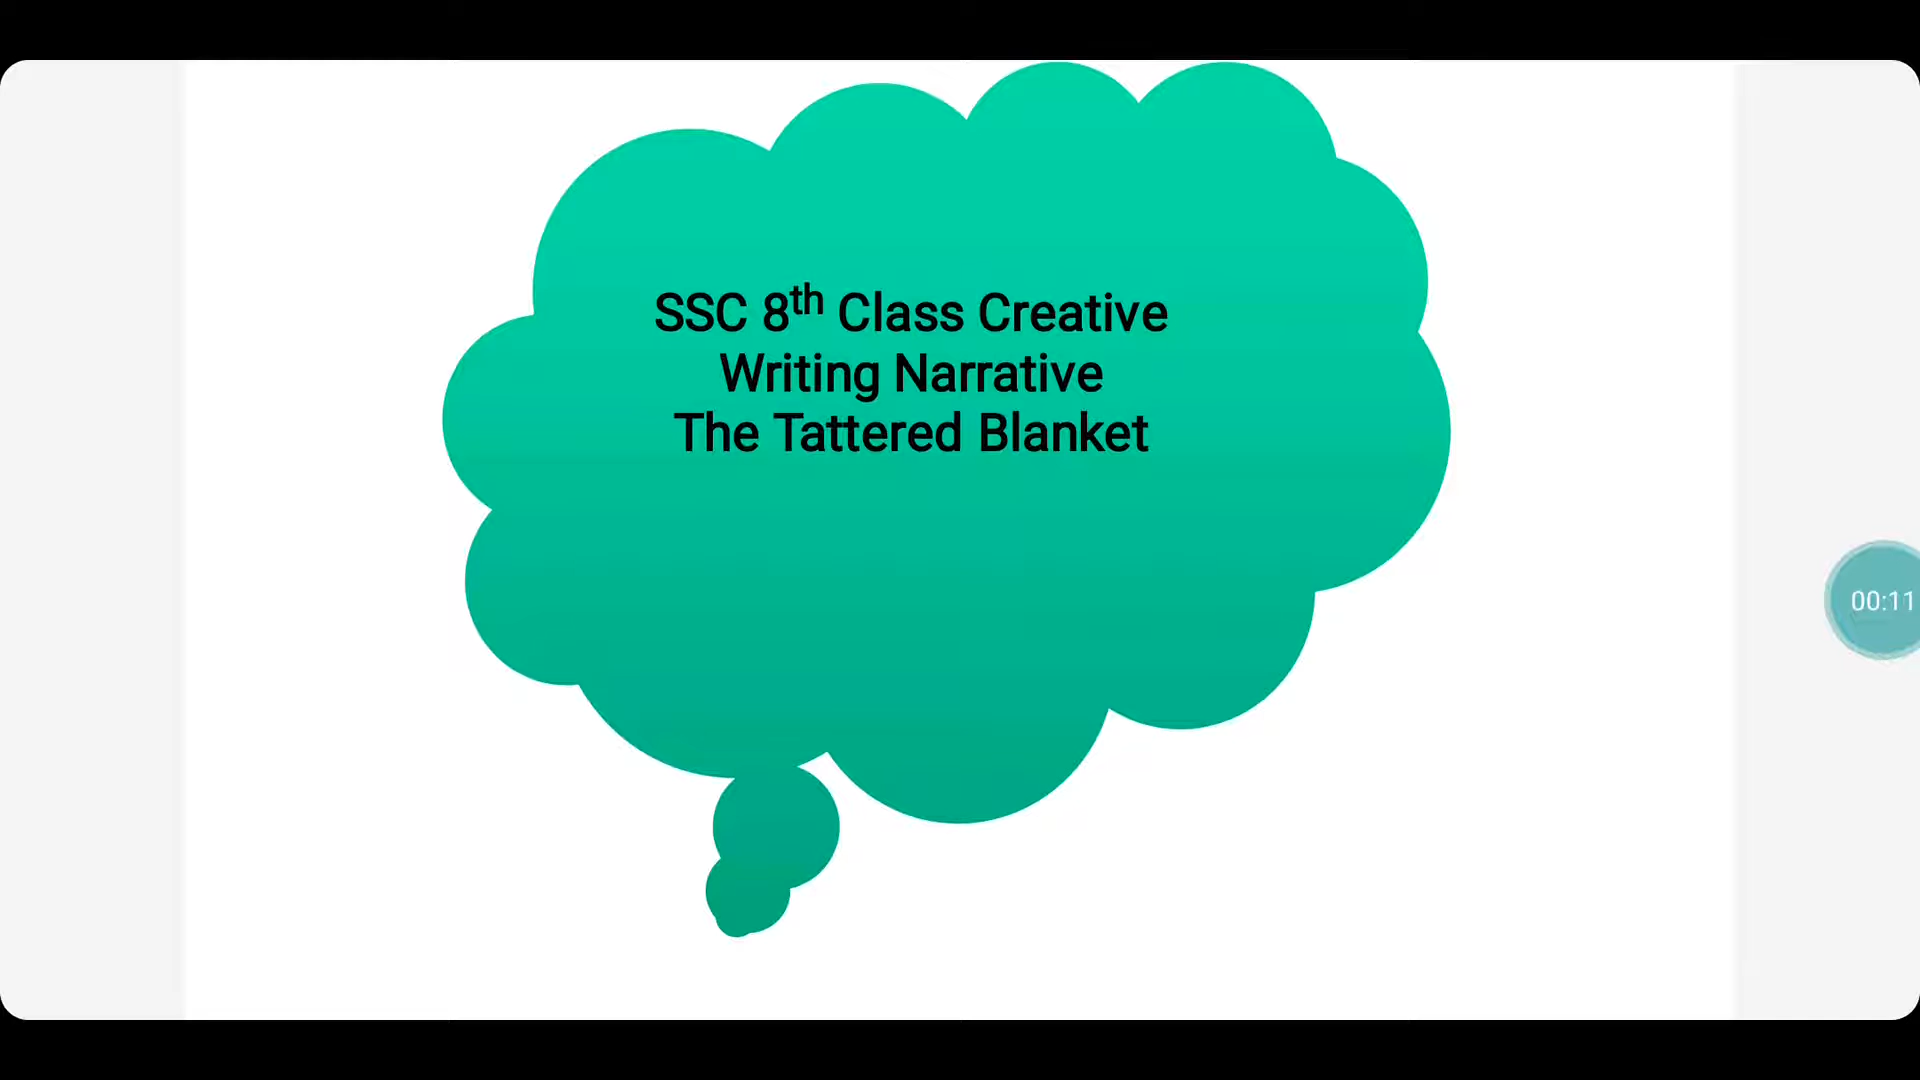 SSC 8th Class Creative
Writing Narrative
The Tattered Blanket
00:11